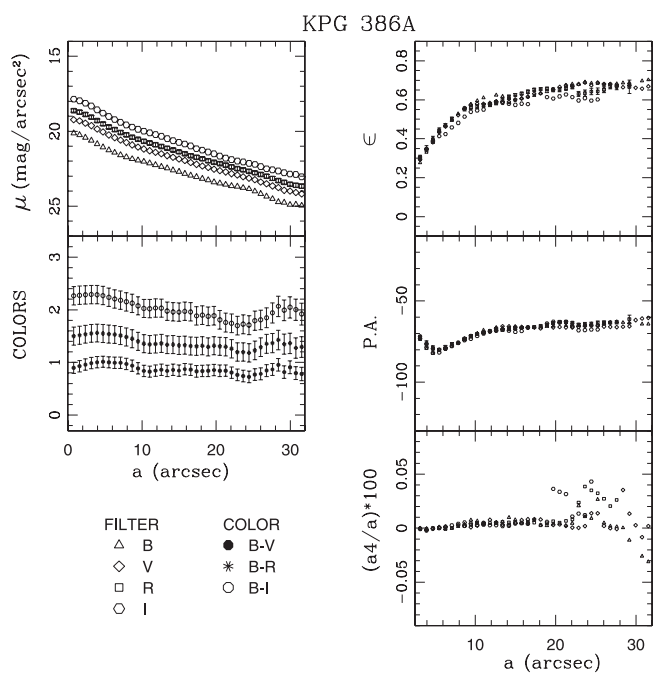 KPG 386A
15
20
25
μ (mag/arcsec²)
3
2
1
0
COLORS
0 10 20 30
a (arcsec)
FILTER COLOR
B B-V
V B-R
R B-I
I
0.8
0.6
0.4
0.2
0
ϵ
−50
−100
P.A.
0.05
0
−0.05
(a4/a)*100
10 20 30
a (arcsec)